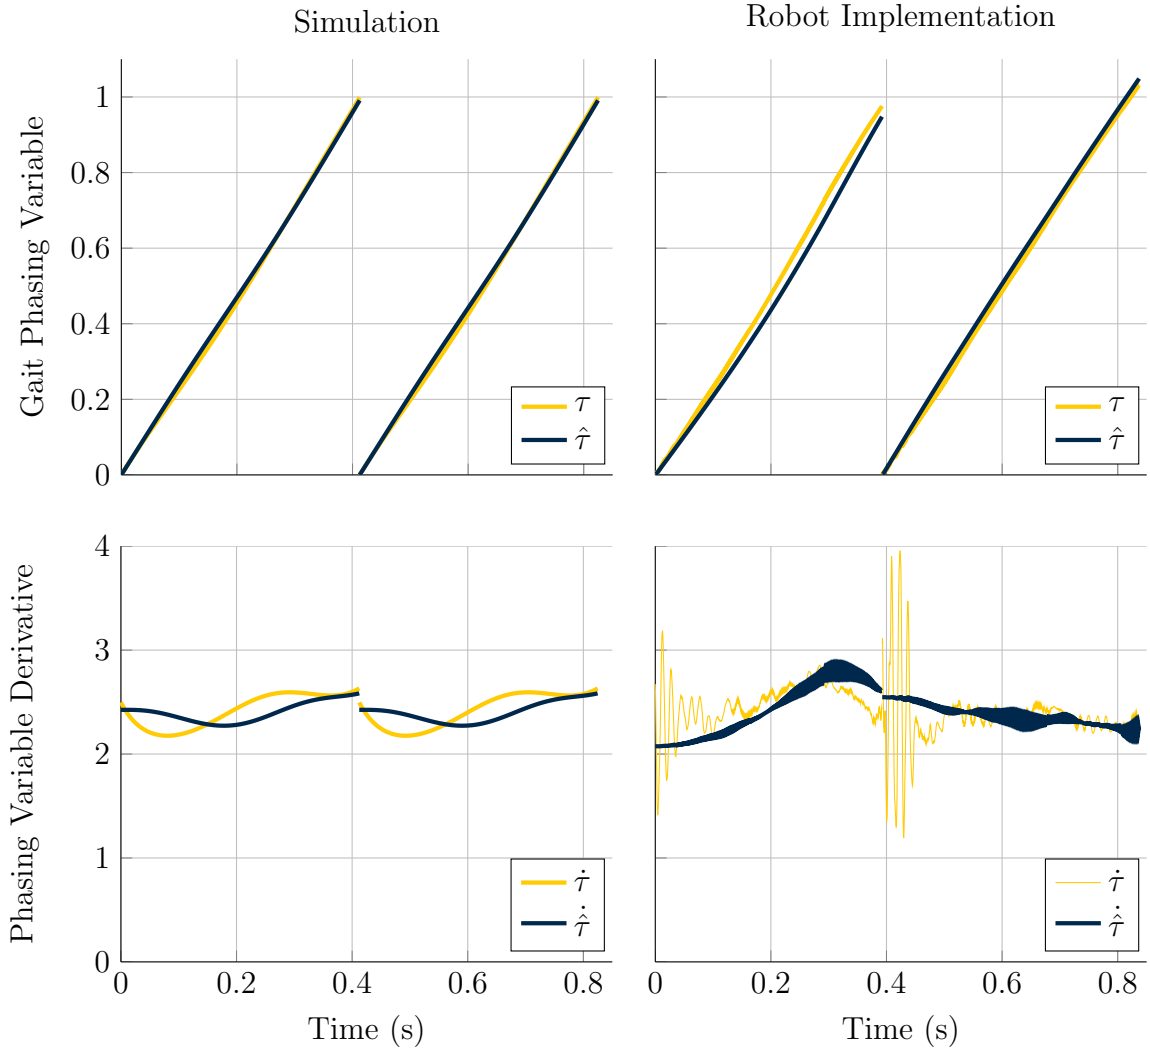 Simulation
Robot Implementation
Gait Phasing Variable
1
0.8
0.6
0.4
0.2
0
τ
τ̂
τ
τ̂
Phasing Variable Derivative
4
3
2
1
0
τ̇
τ̂̇
τ̇
τ̂̇
0 0.2 0.4 0.6 0.8
0 0.2 0.4 0.6 0.8
Time (s)
Time (s)